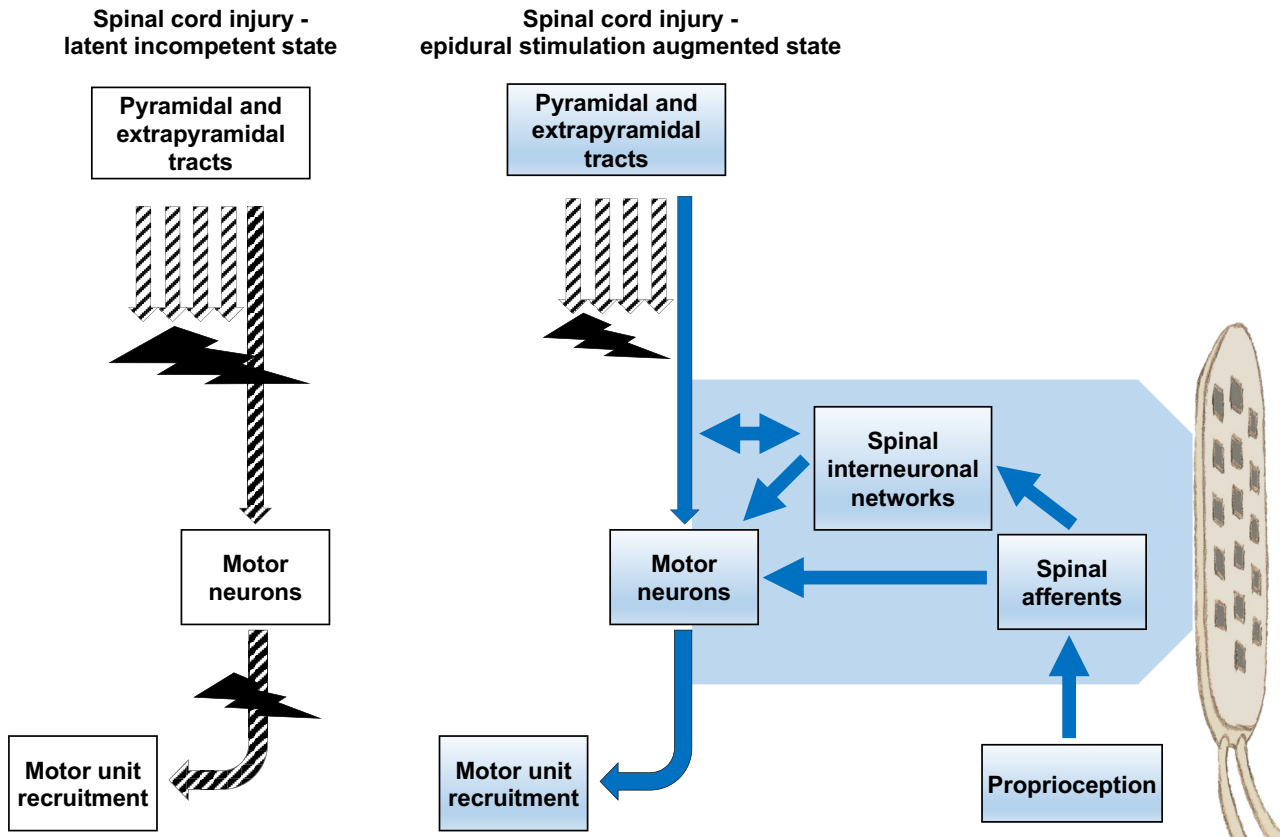 Spinal cord injury -
latent incompetent state
Pyramidal and
extrapyramidal
tracts
Motor
neurons
Motor unit
recruitment
Spinal cord injury -
epidural stimulation augmented state
Pyramidal and
extrapyramidal
tracts
Spinal
interneuronal
networks
Motor
neurons
Spinal
afferents
Motor unit
recruitment
Proprioception